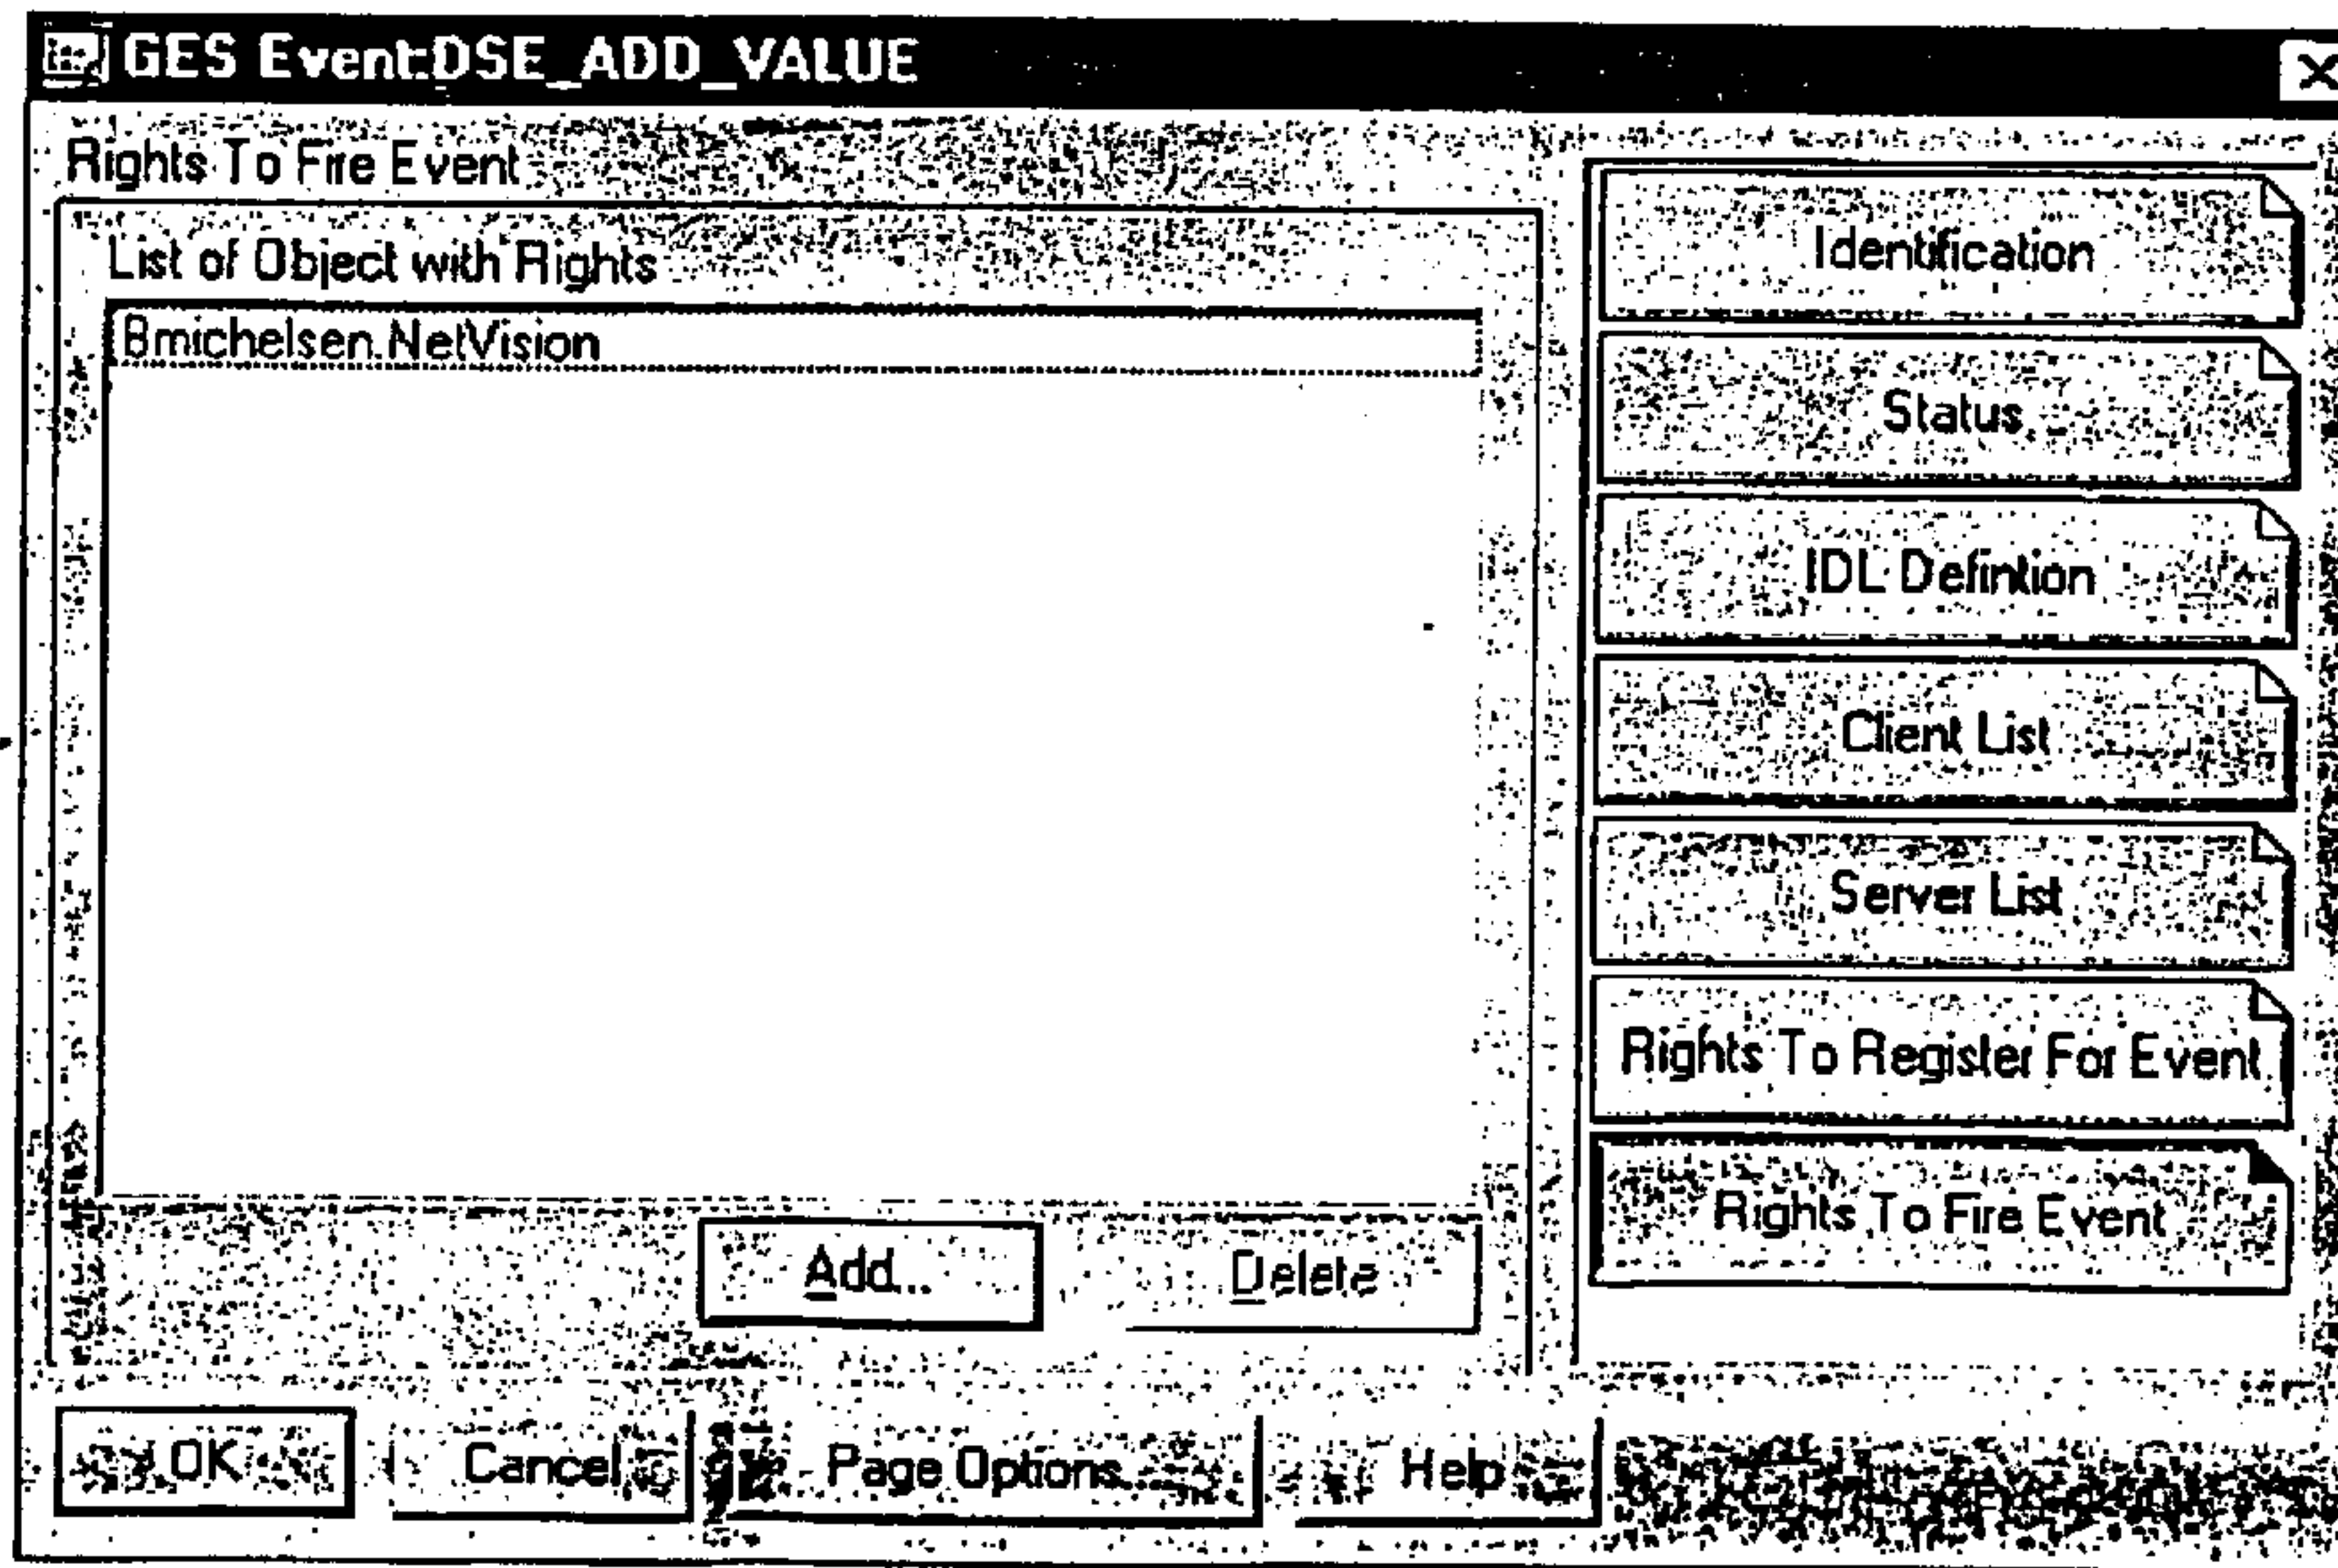 GES Event:DSE_ADD_VALUE
Rights To Fire Event
List of Object with Rights
Bmichelsen.NetVision
Add...
Delete
Identification
Status
IDL Defintion
Client List
Server List
Rights To Register For Event
Rights To Fire Event
OK
Cancel
Page Options...
Help